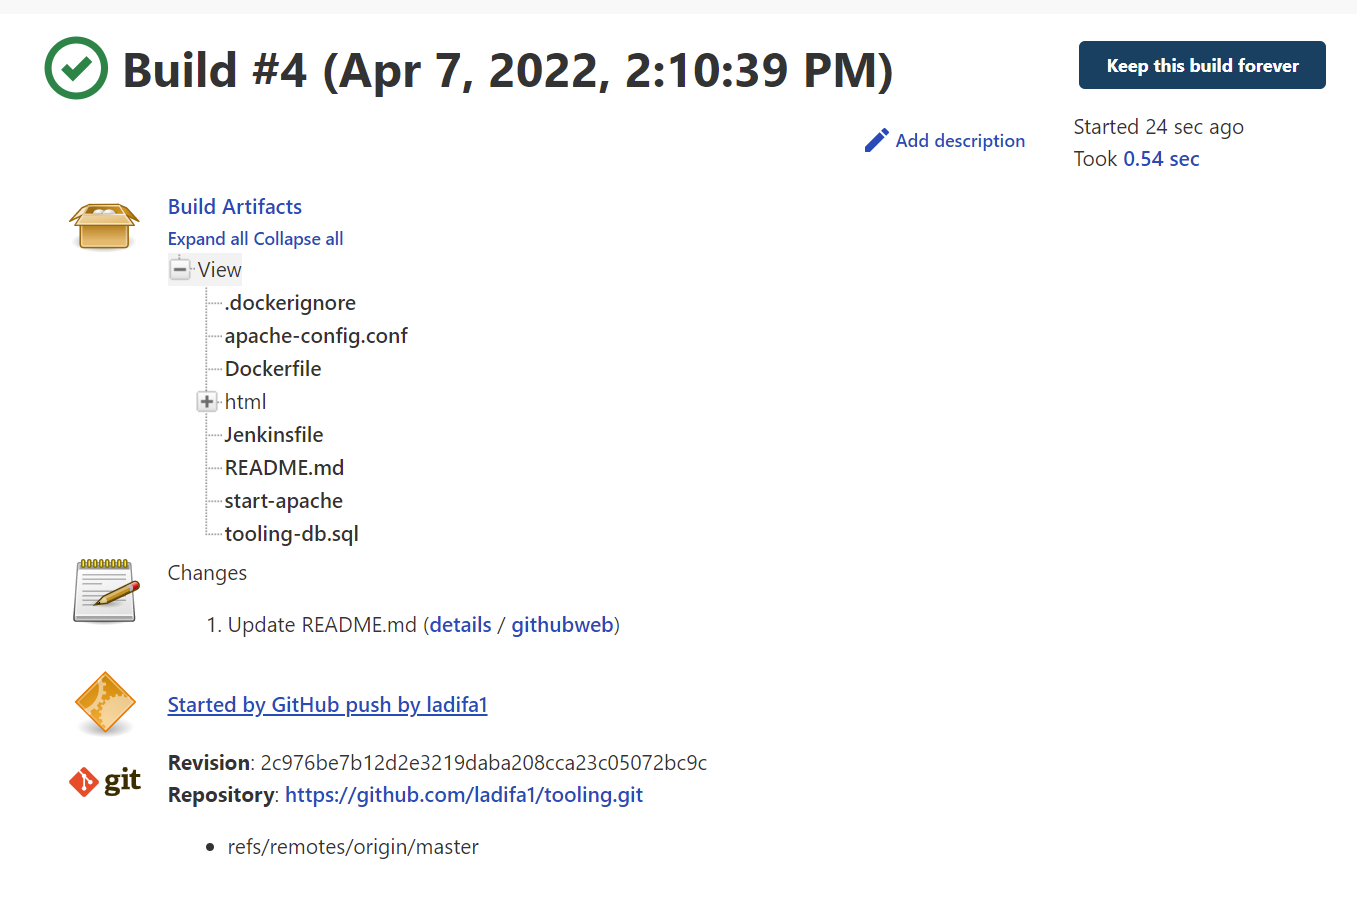 Build #4 (Apr 7, 2022, 2:10:39 PM)
Keep this build forever
Add description
Started 24 sec ago
Took 0.54 sec
Build Artifacts
Expand all Collapse all
View
.dockerignore
apache-config.conf
Dockerfile
html
Jenkinsfile
README.md
start-apache
tooling-db.sql
Changes
1. Update README.md (details / githubweb)
Started by GitHub push by ladifa1
git
Revision: 2c976be7b12d2e3219daba208cca23c05072bc9c
Repository: https://github.com/ladifa1/tooling.git
• refs/remotes/origin/master